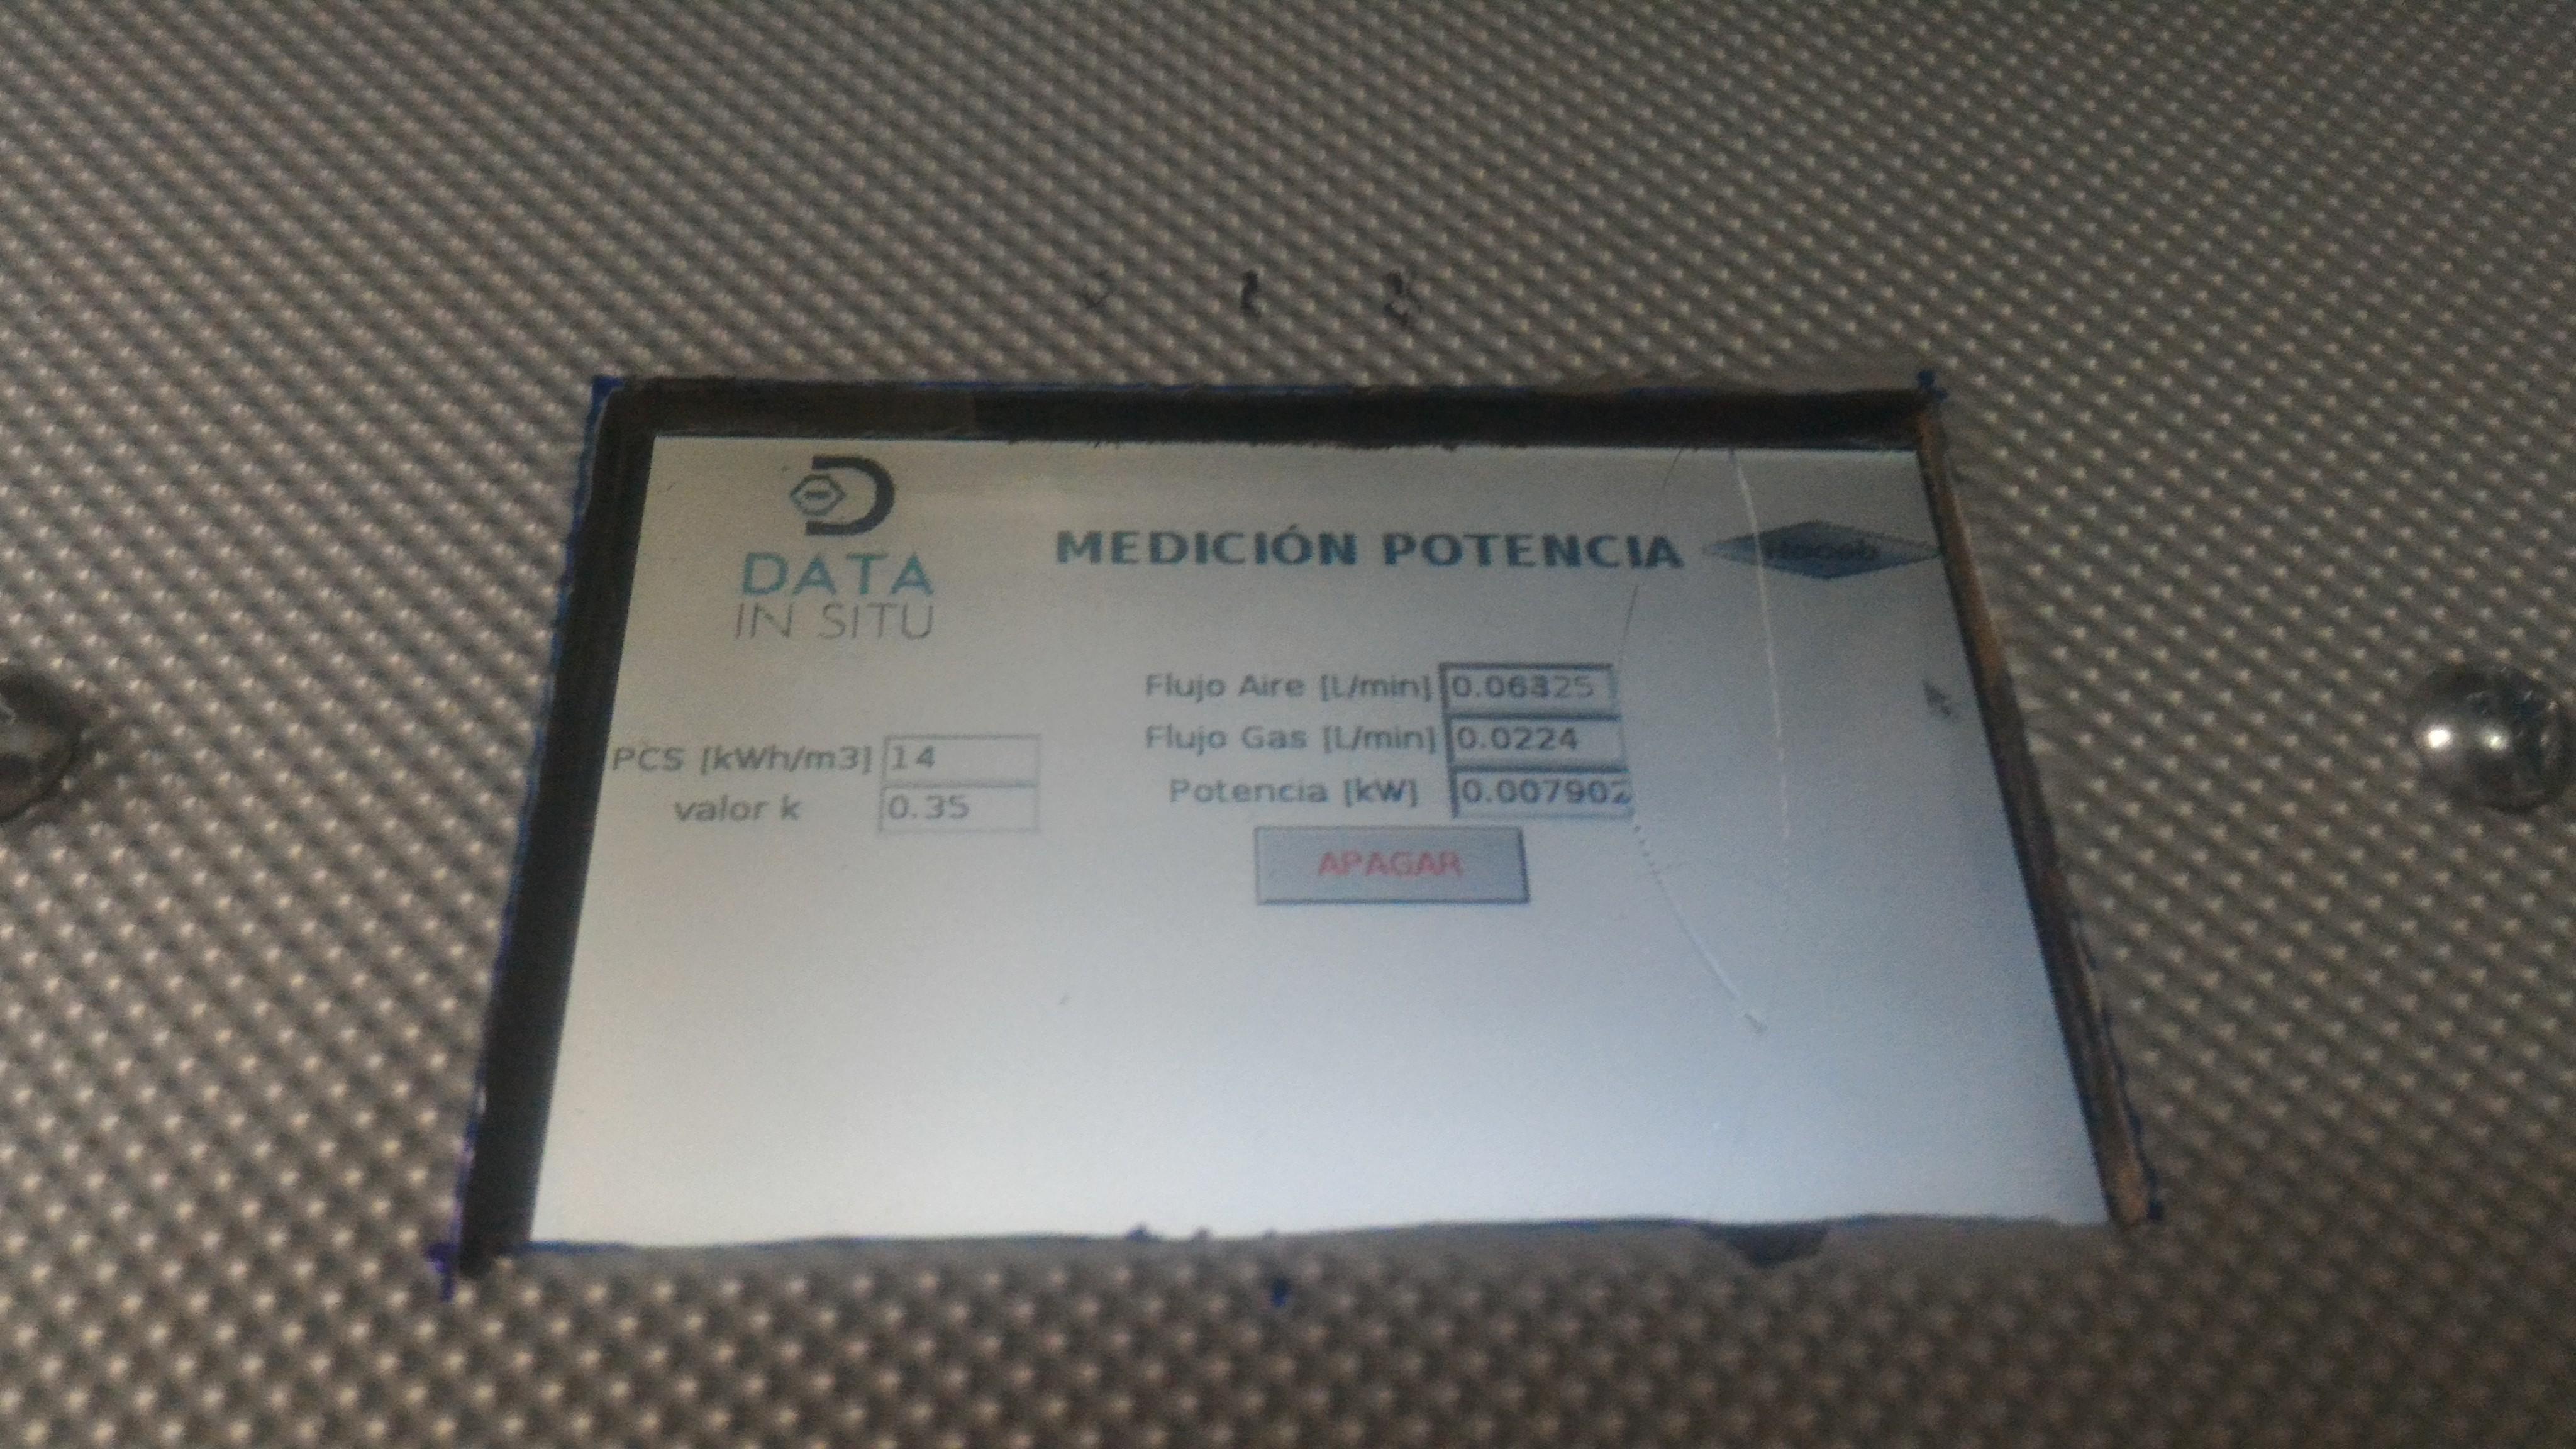 DATA
IN SITU
MEDICIÓN POTENCIA
Haceb
Flujo Aire [L/min] 0.06325
Flujo Gas [L/min] 0.0224
Potencia [kW] 0.007902
PCS [kWh/m3] 14
valor k 0.35
APAGAR